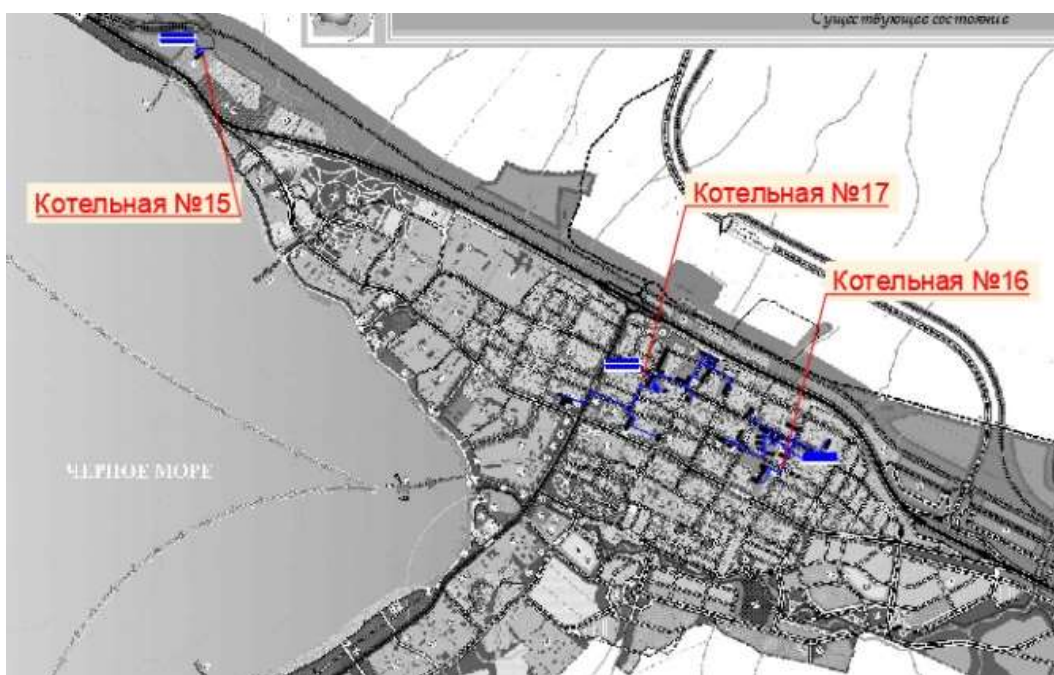 Существующее состояние
Котельная №15
Котельная №17
Котельная №16
ЧЕРНОЕ МОРЕ